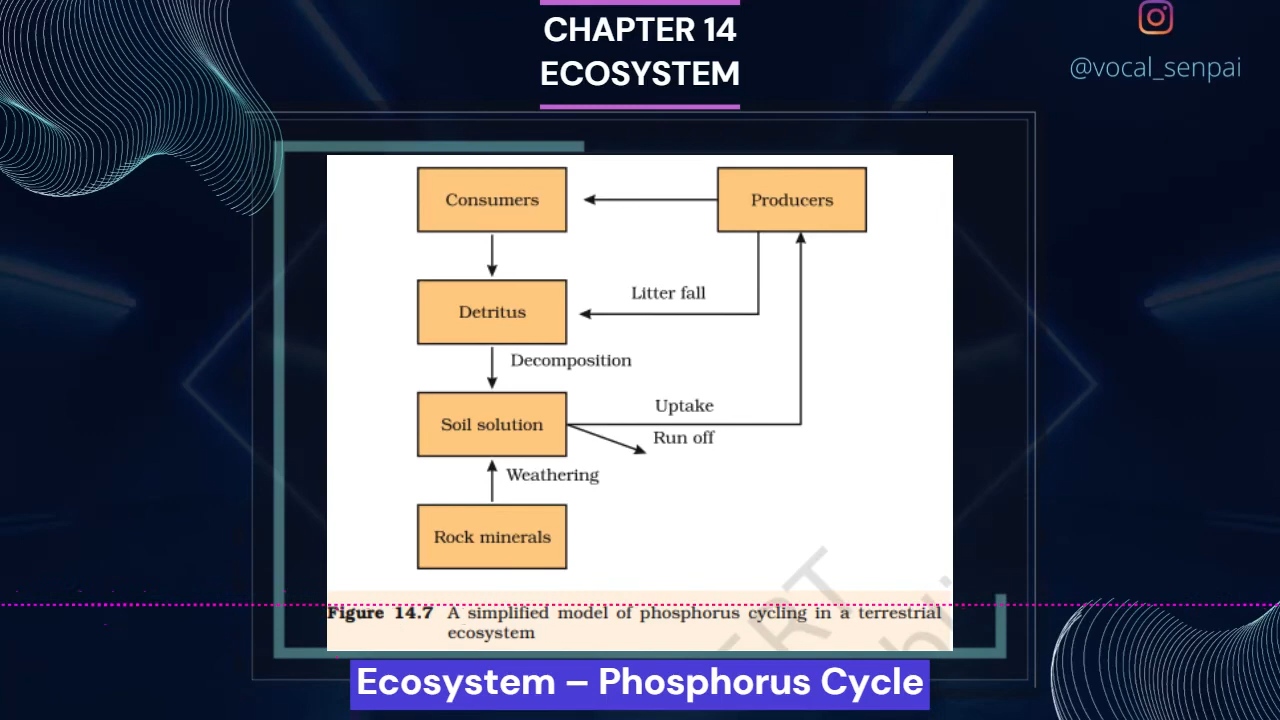 CHAPTER 14
ECOSYSTEM
@vocal_senpai
Consumers
Producers
Litter fall
Detritus
Decomposition
Uptake
Soil solution
Run off
Weathering
Rock minerals
Figure 14.7 A simplified model of phosphorus cycling in a terrestrial
ecosystem
Ecosystem – Phosphorus Cycle